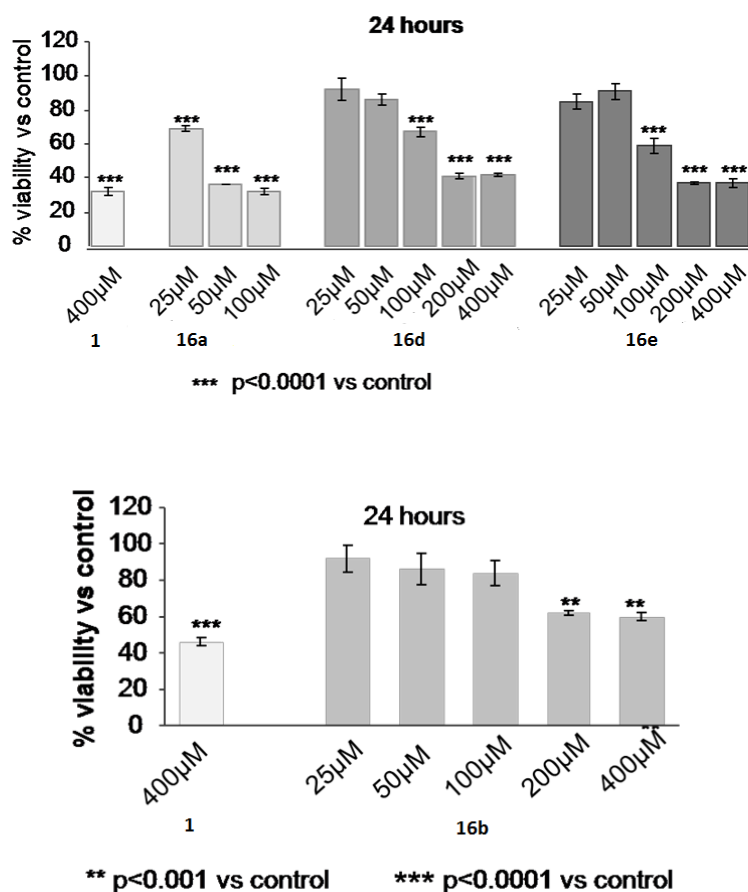 24 hours
% viability vs control
120
100
80
60
40
20
0
***
***
***
***
***
***
***
***
***
***
400µM
25µM
50µM
100µM
25µM
50µM
100µM
200µM
400µM
25µM
50µM
100µM
200µM
400µM
1
16a
16d
16e
*** p<0.0001 vs control
24 hours
% viability vs control
120
100
80
60
40
20
0
***
**
**
**
400µM
25µM
50µM
100µM
200µM
400µM
1
16b
** p<0.001 vs control
*** p<0.0001 vs control